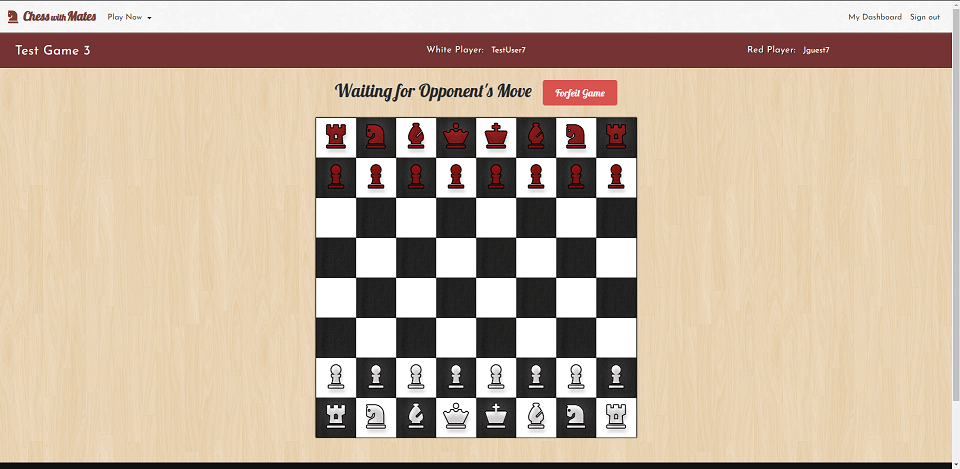 Chess with Mates Play Now My Dashboard Sign out
Test Game 3 White Player: TestUser7 Red Player: Jguest7
Waiting for Opponent's Move Forfeit Game